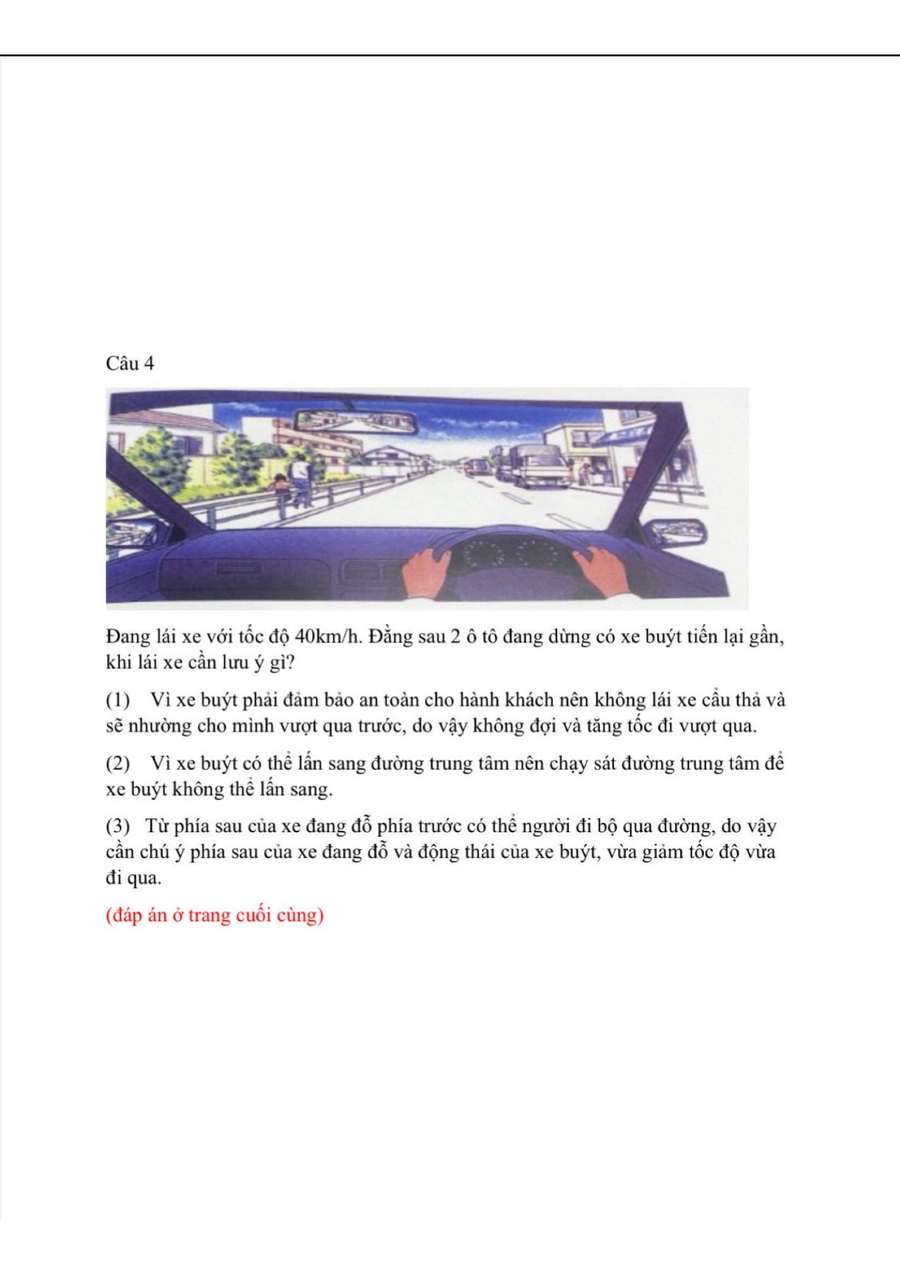 Câu 4
Đang lái xe với tốc độ 40km/h. Đằng sau 2 ô tô đang dừng có xe buýt tiến lại gần,
khi lái xe cần lưu ý gì?
(1) Vì xe buýt phải đảm bảo an toàn cho hành khách nên không lái xe cẩu thả và
sẽ nhường cho mình vượt qua trước, do vậy không đợi và tăng tốc đi vượt qua.
(2) Vì xe buýt có thể lấn sang đường trung tâm nên chạy sát đường trung tâm để
xe buýt không thể lấn sang.
(3) Từ phía sau của xe đang đỗ phía trước có thể người đi bộ qua đường, do vậy
cần chú ý phía sau của xe đang đỗ và động thái của xe buýt, vừa giảm tốc độ vừa
đi qua.
(đáp án ở trang cuối cùng)